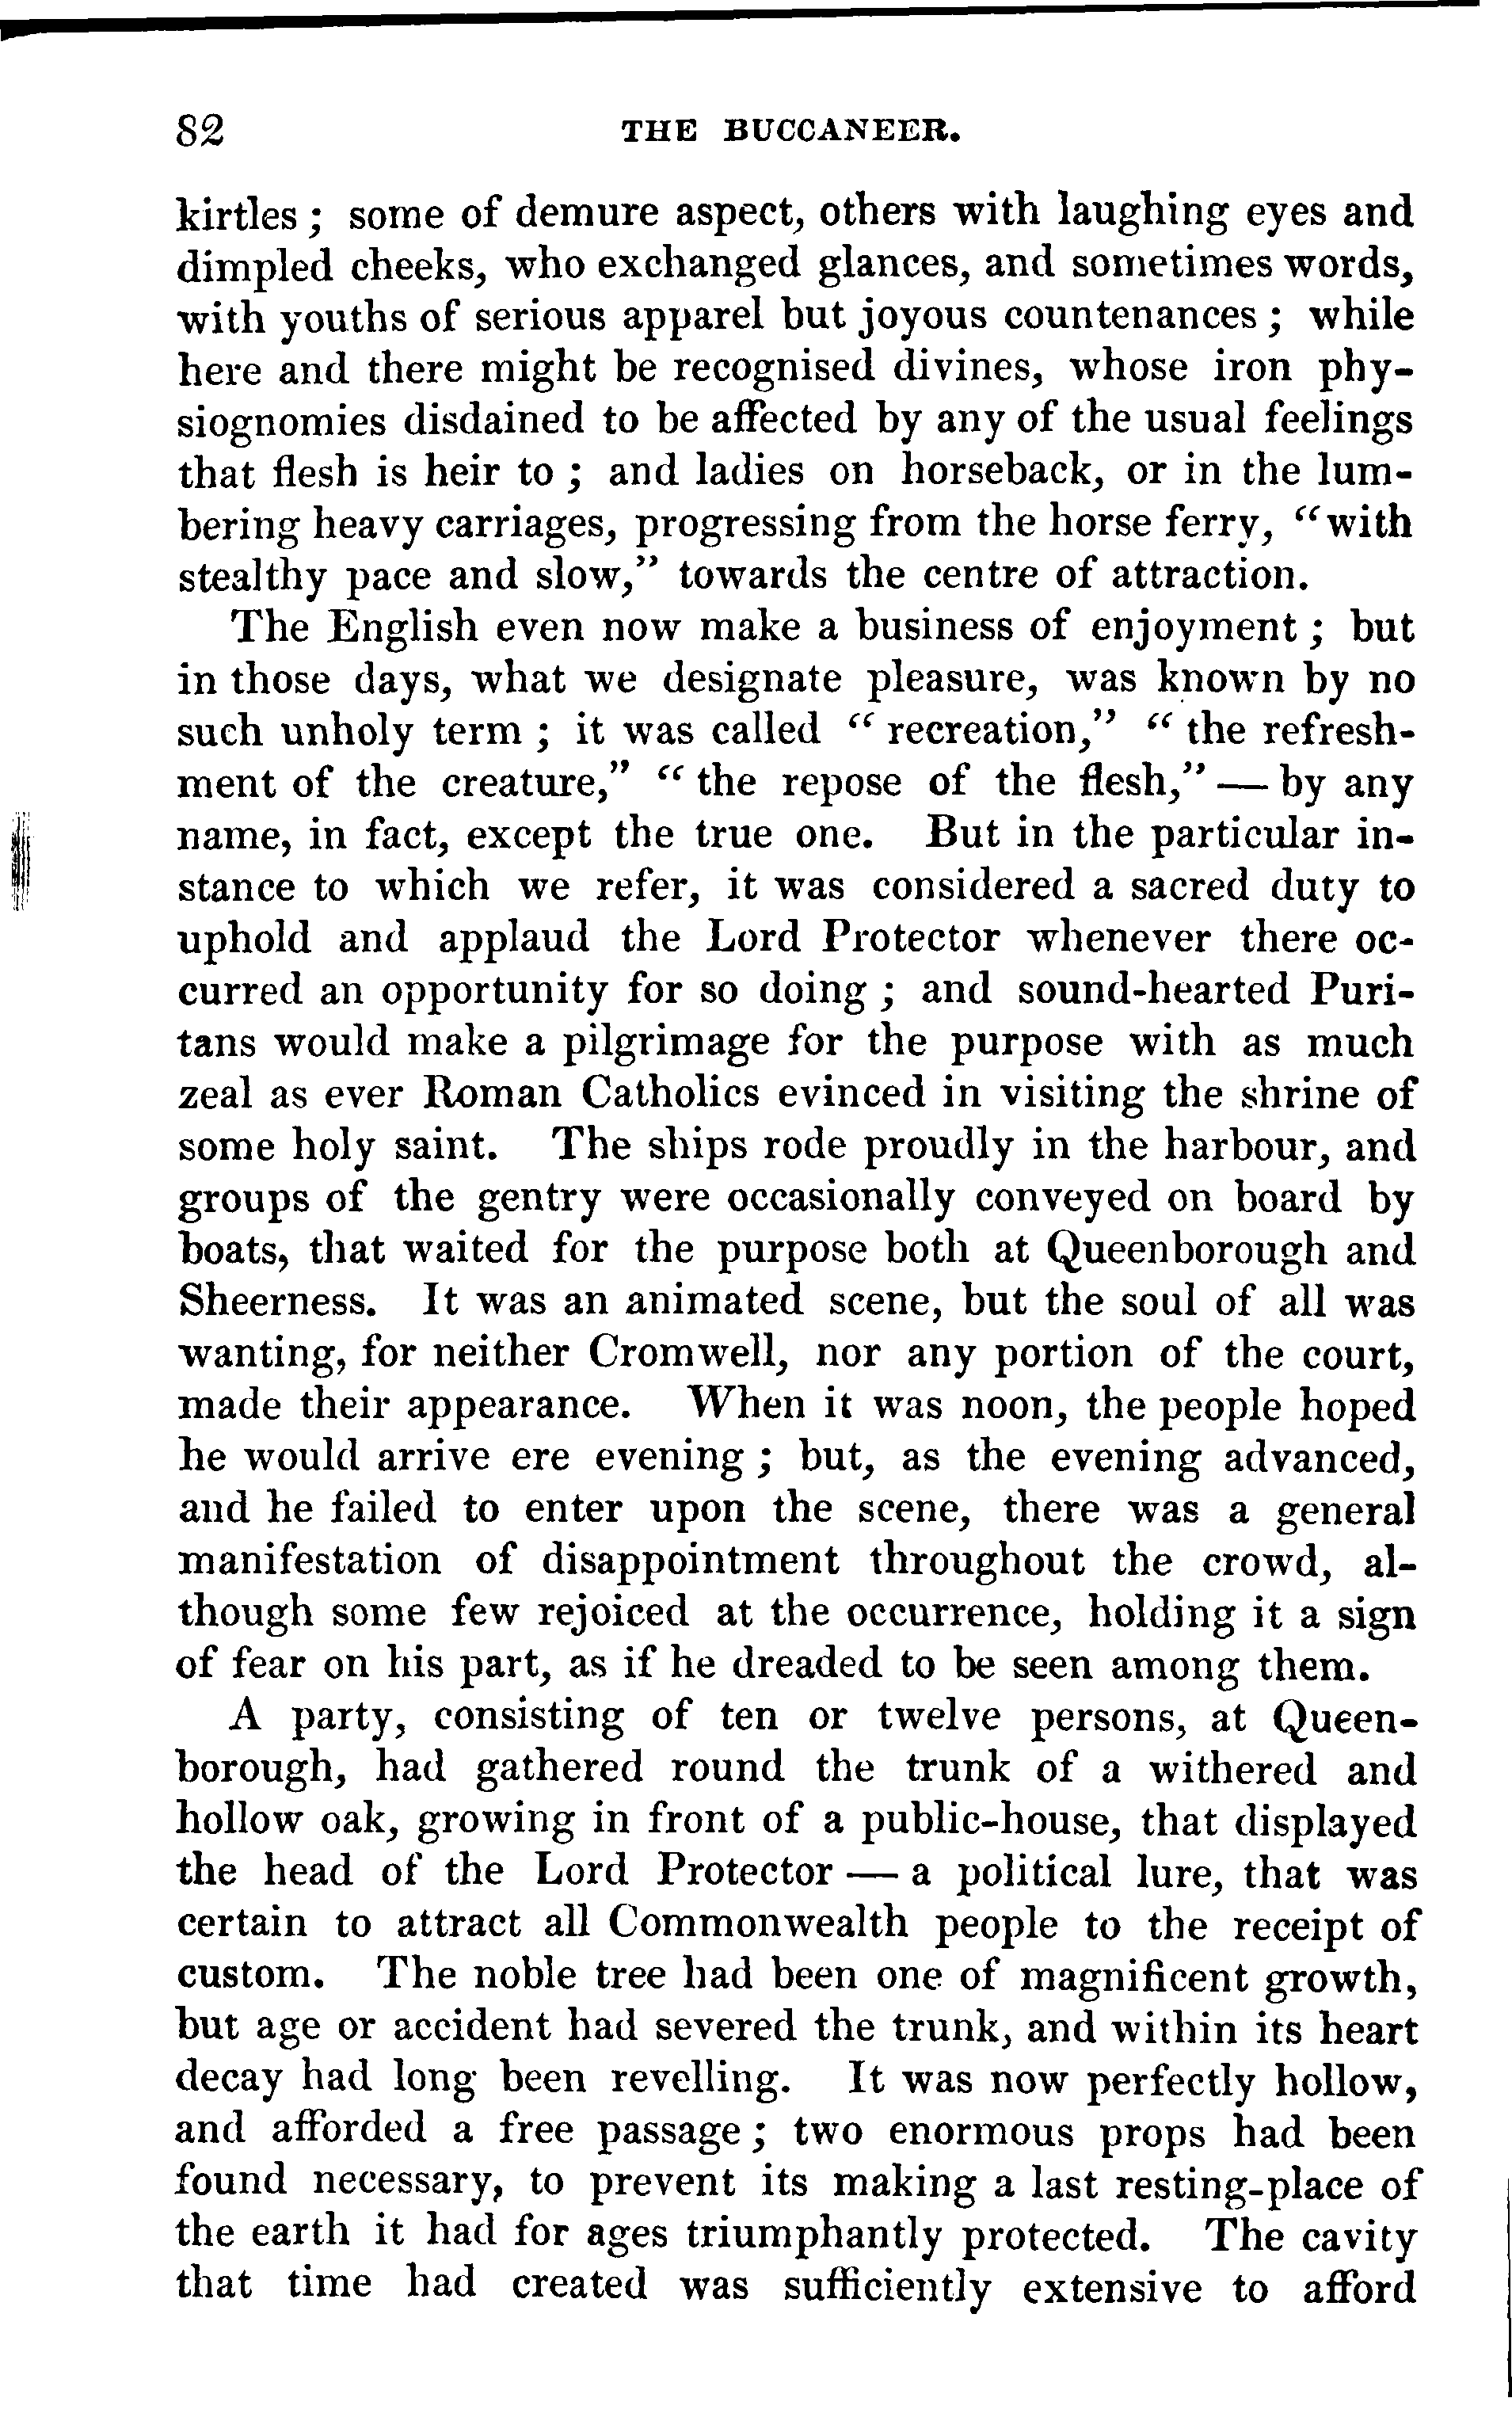 82 THE BUCCANEER.
kirtles ; some of demure aspect, others with laughing eyes and
dimpled cheeks, who exchanged glances, and sometimes words,
with youths of serious apparel but joyous countenances ; while
here and there might be recognised divines, whose iron phy-
siognomies disdained to be affected by any of the usual feelings
that flesh is heir to ; and ladies on horseback, or in the lum-
bering heavy carriages, progressing from the horse ferry, “with
stealthy pace and slow,” towards the centre of attraction.
The English even now make a business of enjoyment ; but
in those days, what we designate pleasure, was known by no
such unholy term ; it was called “ recreation,” “ the refresh-
ment of the creature,” “ the repose of the flesh,” — by any
name, in fact, except the true one. But in the particular in-
stance to which we refer, it was considered a sacred duty to
uphold and applaud the Lord Protector whenever there oc-
curred an opportunity for so doing ; and sound-hearted Puri-
tans would make a pilgrimage for the purpose with as much
zeal as ever Roman Catholics evinced in visiting the shrine of
some holy saint. The ships rode proudly in the harbour, and
groups of the gentry were occasionally conveyed on board by
boats, that waited for the purpose both at Queenborough and
Sheerness. It was an animated scene, but the soul of all was
wanting, for neither Cromwell, nor any portion of the court,
made their appearance. When it was noon, the people hoped
he would arrive ere evening ; but, as the evening advanced,
and he failed to enter upon the scene, there was a general
manifestation of disappointment throughout the crowd, al-
though some few rejoiced at the occurrence, holding it a sign
of fear on his part, as if he dreaded to be seen among them.
A party, consisting of ten or twelve persons, at Queen-
borough, had gathered round the trunk of a withered and
hollow oak, growing in front of a public-house, that displayed
the head of the Lord Protector — a political lure, that was
certain to attract all Commonwealth people to the receipt of
custom. The noble tree had been one of magnificent growth,
but age or accident had severed the trunk, and within its heart
decay had long been revelling. It was now perfectly hollow,
and afforded a free passage ; two enormous props had been
found necessary, to prevent its making a last resting-place of
the earth it had for ages triumphantly protected. The cavity
that time had created was sufficiently extensive to afford